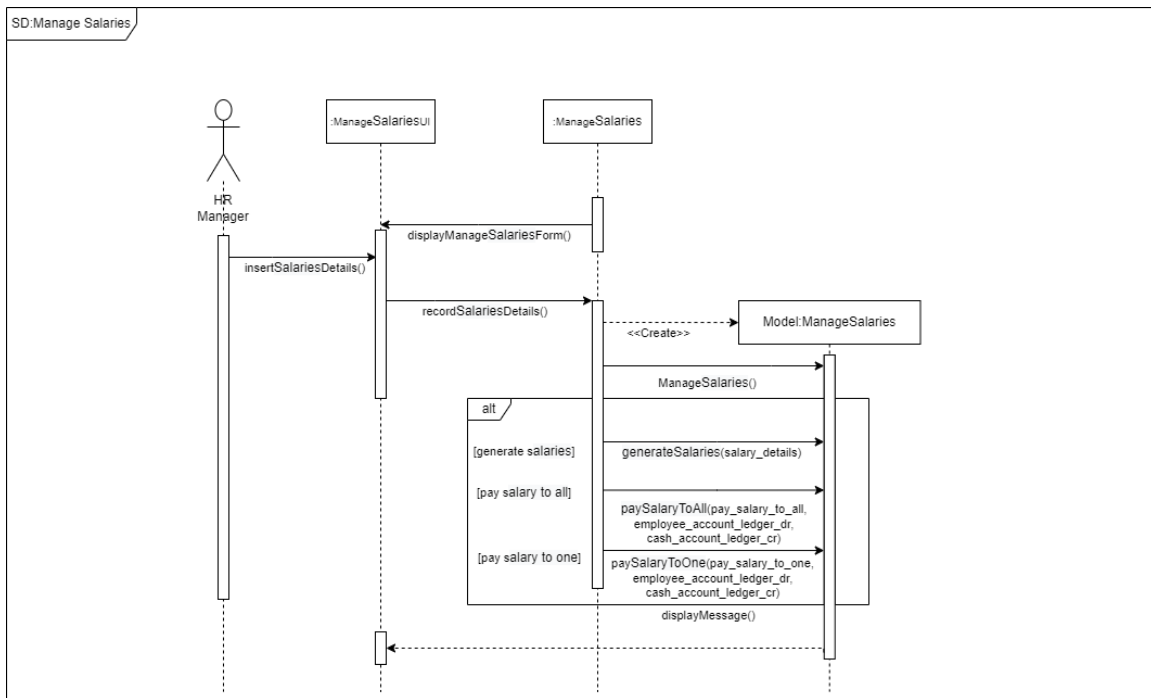 SD:Manage Salaries
:ManageSalariesUI
:ManageSalaries
HR
Manager
displayManageSalariesForm()
insertSalariesDetails()
recordSalariesDetails()
Model:ManageSalaries
<<Create>>
ManageSalaries()
alt
[generate salaries]
generateSalaries(salary_details)
[pay salary to all]
paySalaryToAll(pay_salary_to_all,
employee_account_ledger_dr,
cash_account_ledger_cr)
[pay salary to one]
paySalaryToOne(pay_salary_to_one,
employee_account_ledger_dr,
cash_account_ledger_cr)
displayMessage()